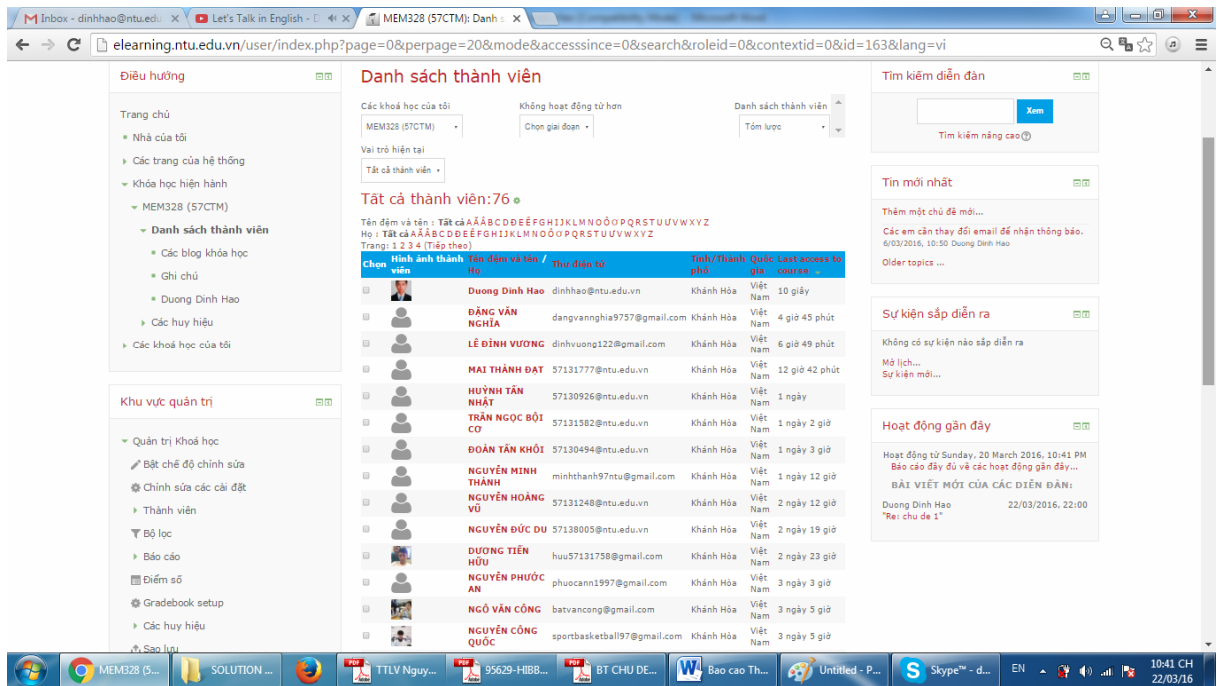 Inbox - dinhhao@ntu.edu.
Let's Talk in English - D
MEM328 (57CTM): Danh s
elearning.ntu.edu.vn/user/index.php?page=0&perpage=20&mode&accesssince=0&search&roleid=0&contextid=0&id=163&lang=vi
Điều hướng
Trang chủ
Nhà của tôi
Các trang của hệ thống
Khóa học hiện hành
MEM328 (57CTM)
Danh sách thành viên
Các blog khóa học
Ghi chú
Duong Dinh Hao
Các huy hiệu
Các khoá học của tôi
Khu vực quản trị
Quản trị Khoá học
Bật chế độ chỉnh sửa
Chỉnh sửa các cài đặt
Thành viên
Bộ lọc
Báo cáo
Điểm số
Gradebook setup
Các huy hiệu
Sao lưu
Danh sách thành viên
Các khoá học của tôi Không hoạt động từ hơn Danh sách thành viên
MEM328 (57CTM) Chọn giai đoạn Tóm lược
Vai trò hiện tại
Tất cả thành viên
Tất cả thành viên:76
Tên đệm và tên : Tất cả A Ă Â B C D Đ E Ê F G H I J K L M N O Ô Ơ P Q R S T U Ư V W X Y Z
Họ : Tất cả A Ă Â B C D Đ E Ê F G H I J K L M N O Ô Ơ P Q R S T U Ư V W X Y Z
Trang: 1 2 3 4 (Tiếp theo)
Chọn Hình ảnh thành viên Tên đệm và tên / Họ Thư điện tử Tỉnh/Thành phố Quốc gia Last access to course
Duong Dinh Hao dinhhao@ntu.edu.vn Khánh Hòa Việt Nam 10 giây
ĐẶNG VĂN NGHĨA dangvannghia9757@gmail.com Khánh Hòa Việt Nam 4 giờ 45 phút
LÊ ĐÌNH VƯƠNG dinhvuong122@gmail.com Khánh Hòa Việt Nam 6 giờ 49 phút
MAI THÀNH ĐẠT 57131777@ntu.edu.vn Khánh Hòa Việt Nam 12 giờ 42 phút
HUỲNH TẤN NHẬT 57130926@ntu.edu.vn Khánh Hòa Việt Nam 1 ngày
TRẦN NGỌC BỘI CƠ 57131582@ntu.edu.vn Khánh Hòa Việt Nam 1 ngày 2 giờ
ĐOÀN TẤN KHÔI 57130494@ntu.edu.vn Khánh Hòa Việt Nam 1 ngày 3 giờ
NGUYỄN MINH THÀNH minhthanh97ntu@gmail.com Khánh Hòa Việt Nam 1 ngày 12 giờ
NGUYỄN HOÀNG VŨ 57131248@ntu.edu.vn Khánh Hòa Việt Nam 2 ngày 12 giờ
NGUYỄN ĐỨC DU 57138005@ntu.edu.vn Khánh Hòa Việt Nam 2 ngày 19 giờ
DƯƠNG TIẾN HỮU huu57131758@gmail.com Khánh Hòa Việt Nam 2 ngày 23 giờ
NGUYỄN PHƯỚC AN phuocann1997@gmail.com Khánh Hòa Việt Nam 3 ngày 3 giờ
NGÔ VĂN CÔNG batvancong@gmail.com Khánh Hòa Việt Nam 3 ngày 5 giờ
NGUYỄN CÔNG QUỐC sportbasketball97@gmail.com Khánh Hòa Việt Nam 3 ngày 5 giờ
Tìm kiếm diễn đàn
Xem
Tìm kiếm nâng cao
Tin mới nhất
Thêm một chủ đề mới...
Các em cần thay đổi email để nhận thông báo.
6/03/2016, 10:50 Duong Dinh Hao
Older topics ...
Sự kiện sắp diễn ra
Không có sự kiện nào sắp diễn ra
Mở lịch...
Sự kiện mới...
Hoạt động gần đây
Hoạt động từ Sunday, 20 March 2016, 10:41 PM
Báo cáo đầy đủ về các hoạt động gần đây...
BÀI VIẾT MỚI CỦA CÁC DIỄN ĐÀN:
Duong Dinh Hao 22/03/2016, 22:00
"Re: chu de 1"
MEM328 (5...
SOLUTION ...
TTLV Nguy...
95629-HIBB...
BT CHU DE...
Bao cao Th...
Untitled - P...
Skype™ - d...
EN
10:41 CH
22/03/16